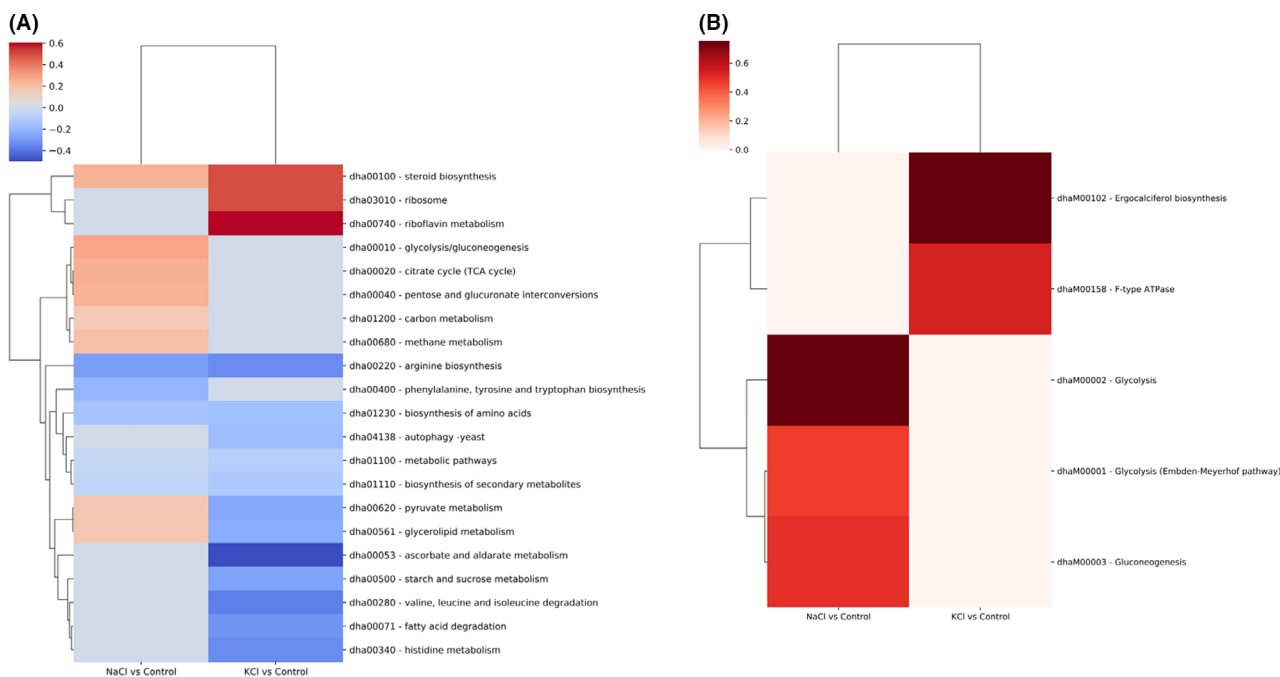 (A)
0.6
0.4
0.2
0.0
−0.2
−0.4
dha00100 - steroid biosynthesis
dha03010 - ribosome
dha00740 - riboflavin metabolism
dha00010 - glycolysis/gluconeogenesis
dha00020 - citrate cycle (TCA cycle)
dha00040 - pentose and glucuronate interconversions
dha01200 - carbon metabolism
dha00680 - methane metabolism
dha00220 - arginine biosynthesis
dha00400 - phenylalanine, tyrosine and tryptophan biosynthesis
dha01230 - biosynthesis of amino acids
dha04138 - autophagy -yeast
dha01100 - metabolic pathways
dha01110 - biosynthesis of secondary metabolites
dha00620 - pyruvate metabolism
dha00561 - glycerolipid metabolism
dha00053 - ascorbate and aldarate metabolism
dha00500 - starch and sucrose metabolism
dha00280 - valine, leucine and isoleucine degradation
dha00071 - fatty acid degradation
dha00340 - histidine metabolism
NaCl vs Control
KCl vs Control
(B)
0.6
0.4
0.2
0.0
dhaM00102 - Ergocalciferol biosynthesis
dhaM00158 - F-type ATPase
dhaM00002 - Glycolysis
dhaM00001 - Glycolysis (Embden-Meyerhof pathway)
dhaM00003 - Gluconeogenesis
NaCl vs Control
KCl vs Control